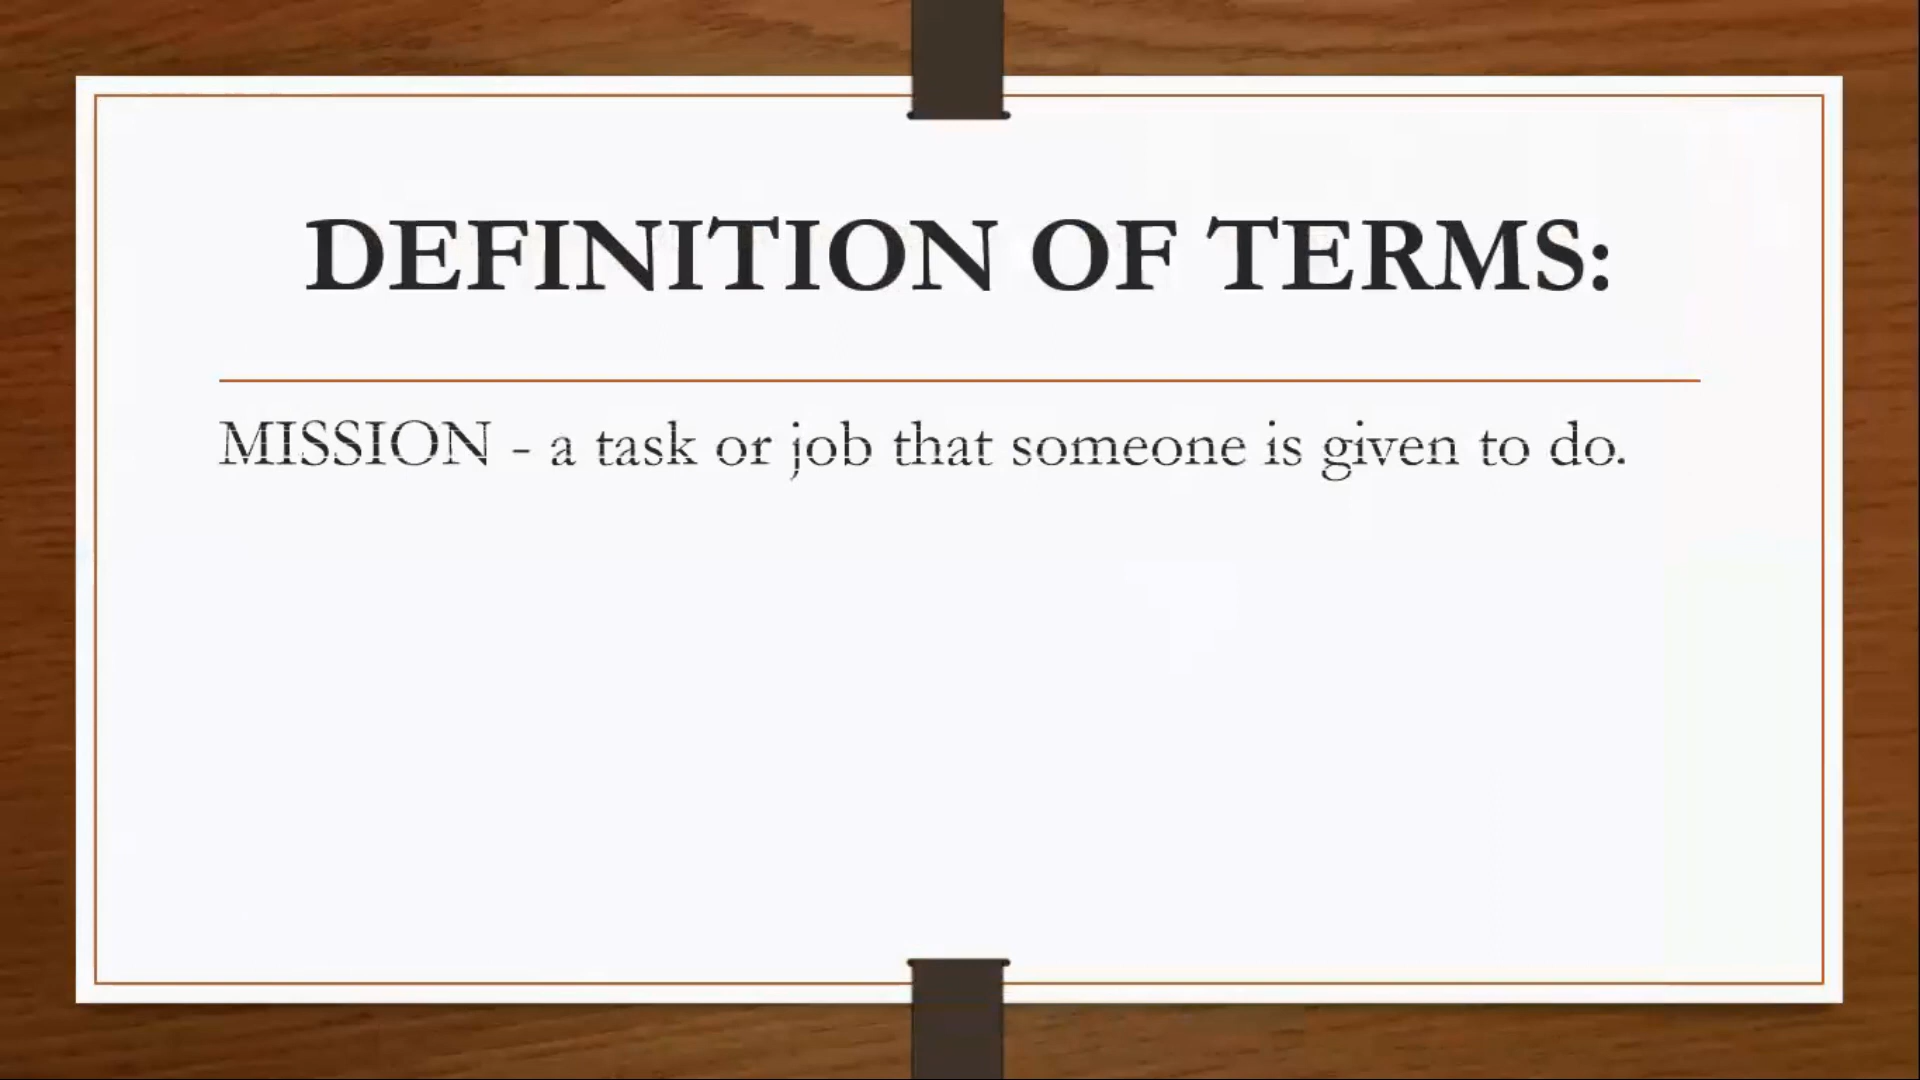 DEFINITION OF TERMS:
MISSION - a task or job that someone is given to do.